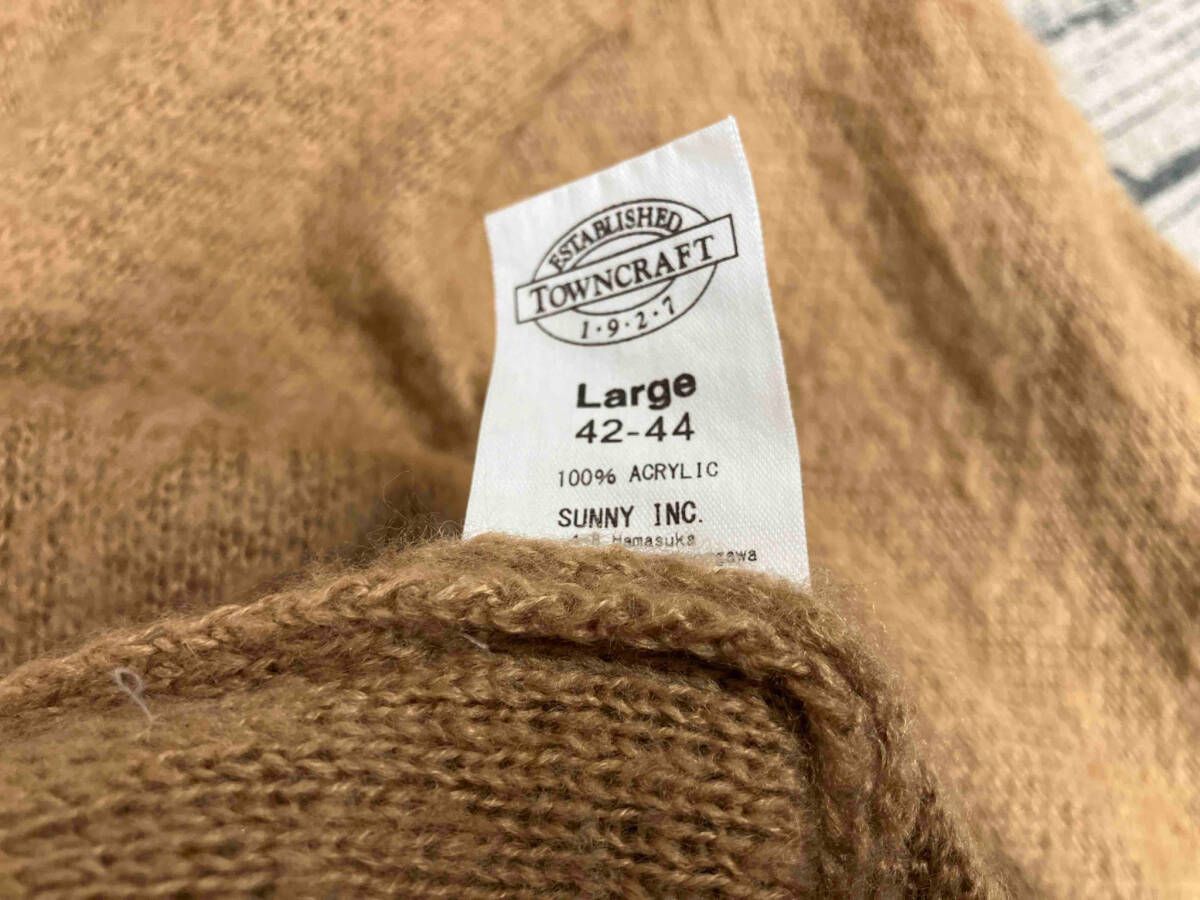 ESTABLISHED
TOWNCRAFT
1・9・2・7
Large
42-44
100% ACRYLIC
SUNNY INC.
Hamasuka